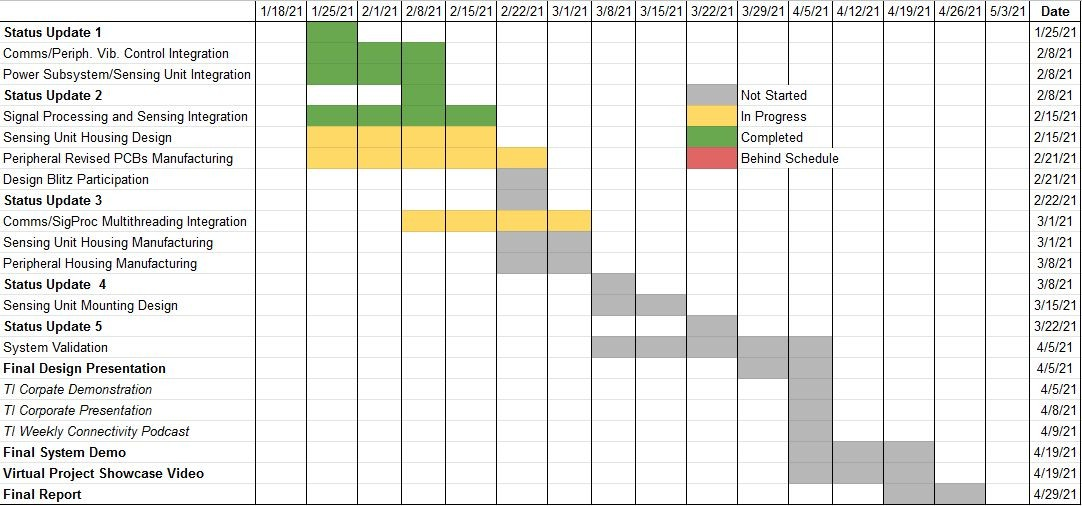 1/18/21 1/25/21 2/1/21 2/8/21 2/15/21 2/22/21 3/1/21 3/8/21 3/15/21 3/22/21 3/29/21 4/5/21 4/12/21 4/19/21 4/26/21 5/3/21 Date
Status Update 1 1/25/21
Comms/Periph. Vib. Control Integration 2/8/21
Power Subsystem/Sensing Unit Integration 2/8/21
Status Update 2 Not Started 2/8/21
Signal Processing and Sensing Integration In Progress 2/15/21
Sensing Unit Housing Design Completed 2/15/21
Peripheral Revised PCBs Manufacturing Behind Schedule 2/21/21
Design Blitz Participation 2/21/21
Status Update 3 2/22/21
Comms/SigProc Multithreading Integration 3/1/21
Sensing Unit Housing Manufacturing 3/1/21
Peripheral Housing Manufacturing 3/8/21
Status Update  4 3/8/21
Sensing Unit Mounting Design 3/15/21
Status Update 5 3/22/21
System Validation 4/5/21
Final Design Presentation 4/5/21
TI Corpate Demonstration 4/5/21
TI Corporate Presentation 4/8/21
TI Weekly Connectivity Podcast 4/9/21
Final System Demo 4/19/21
Virtual Project Showcase Video 4/19/21
Final Report 4/29/21